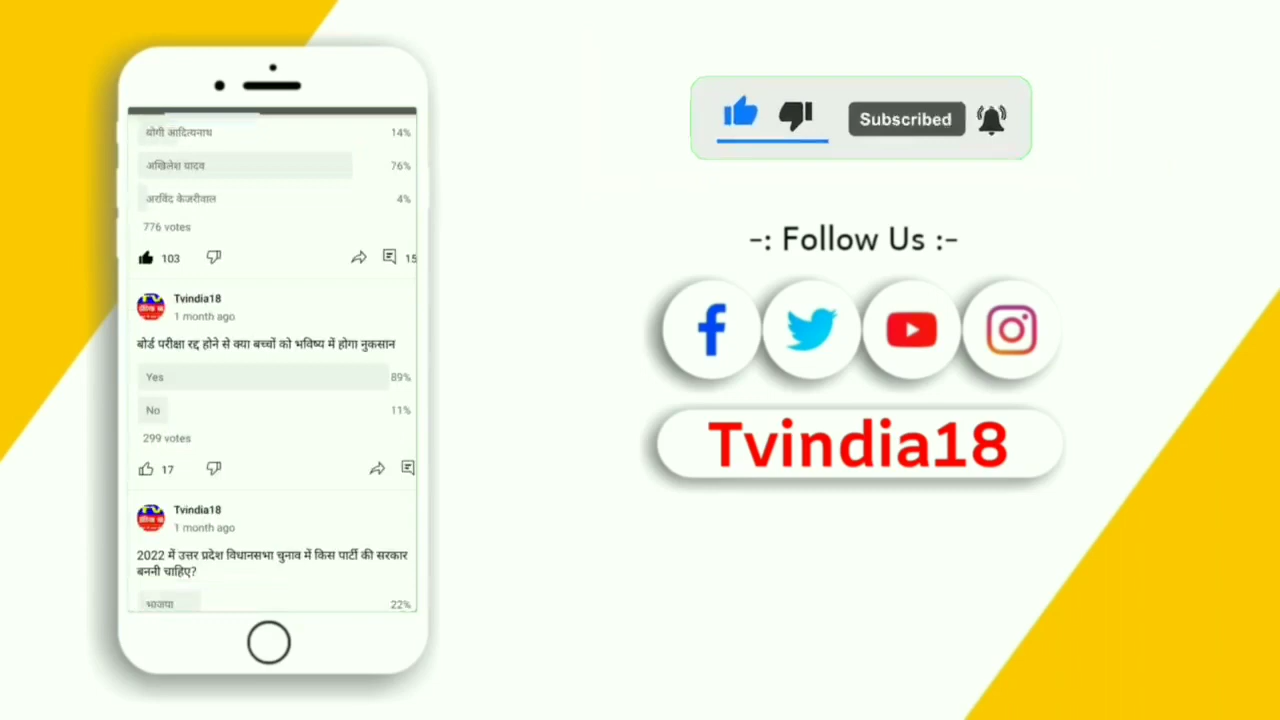 योगी आदित्यनाथ 14%
अखिलेश यादव 76%
अरविंद केजरीवाल 4%
776 votes
103 15
Tvindia18
1 month ago
बोर्ड परीक्षा रद्द होने से क्या बच्चों को भविष्य में होगा नुकसान
Yes 89%
No 11%
299 votes
17
Tvindia18
1 month ago
2022 में उत्तर प्रदेश विधानसभा चुनाव में किस पार्टी की सरकार
बननी चाहिए?
भाजपा 22%
Subscribed
-: Follow Us :-
Tvindia18